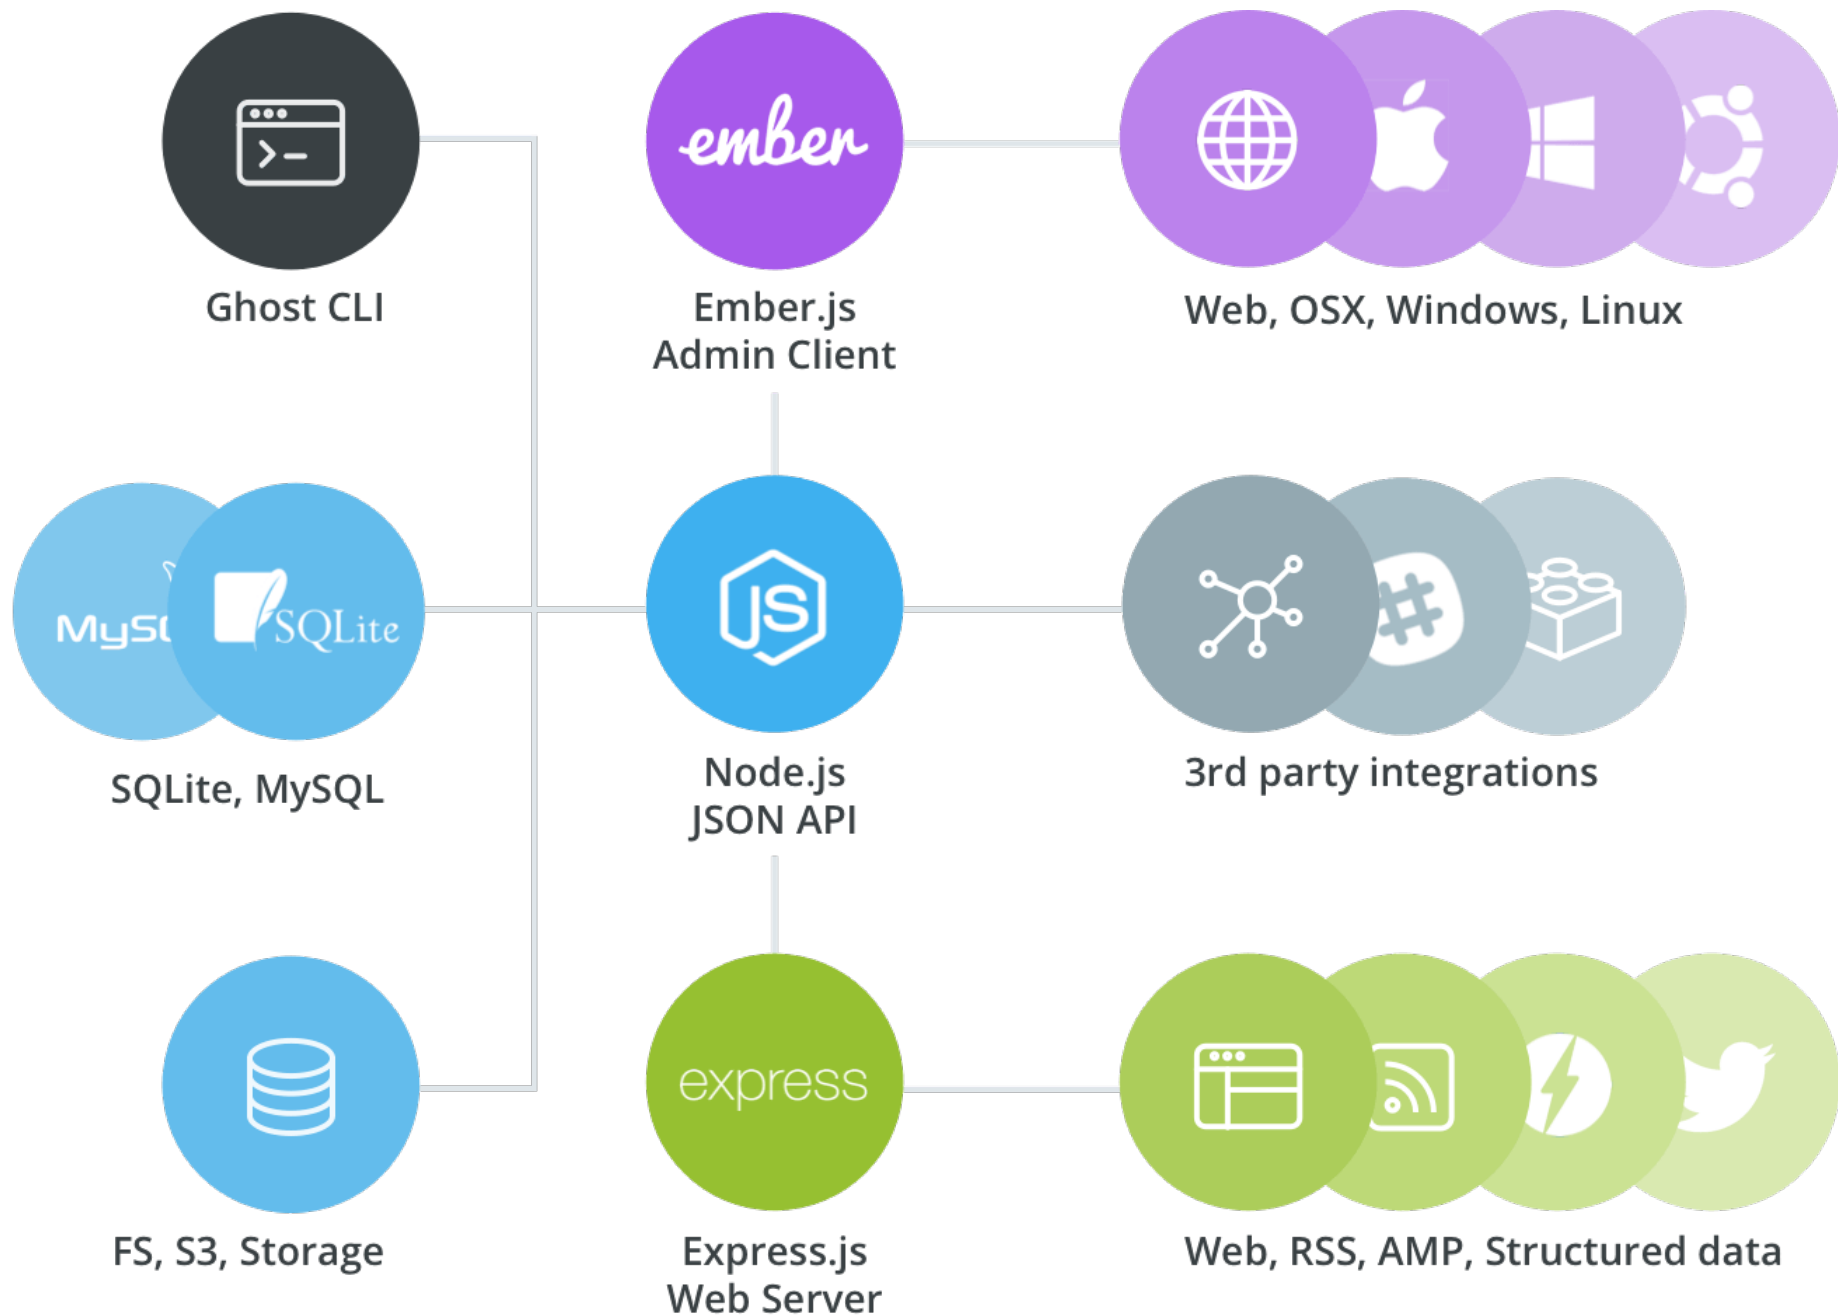 ember
Ghost CLI
Ember.js
Admin Client
Web, OSX, Windows, Linux
SQLite
JS
SQLite, MySQL
Node.js
JSON API
3rd party integrations
express
FS, S3, Storage
Express.js
Web Server
Web, RSS, AMP, Structured data